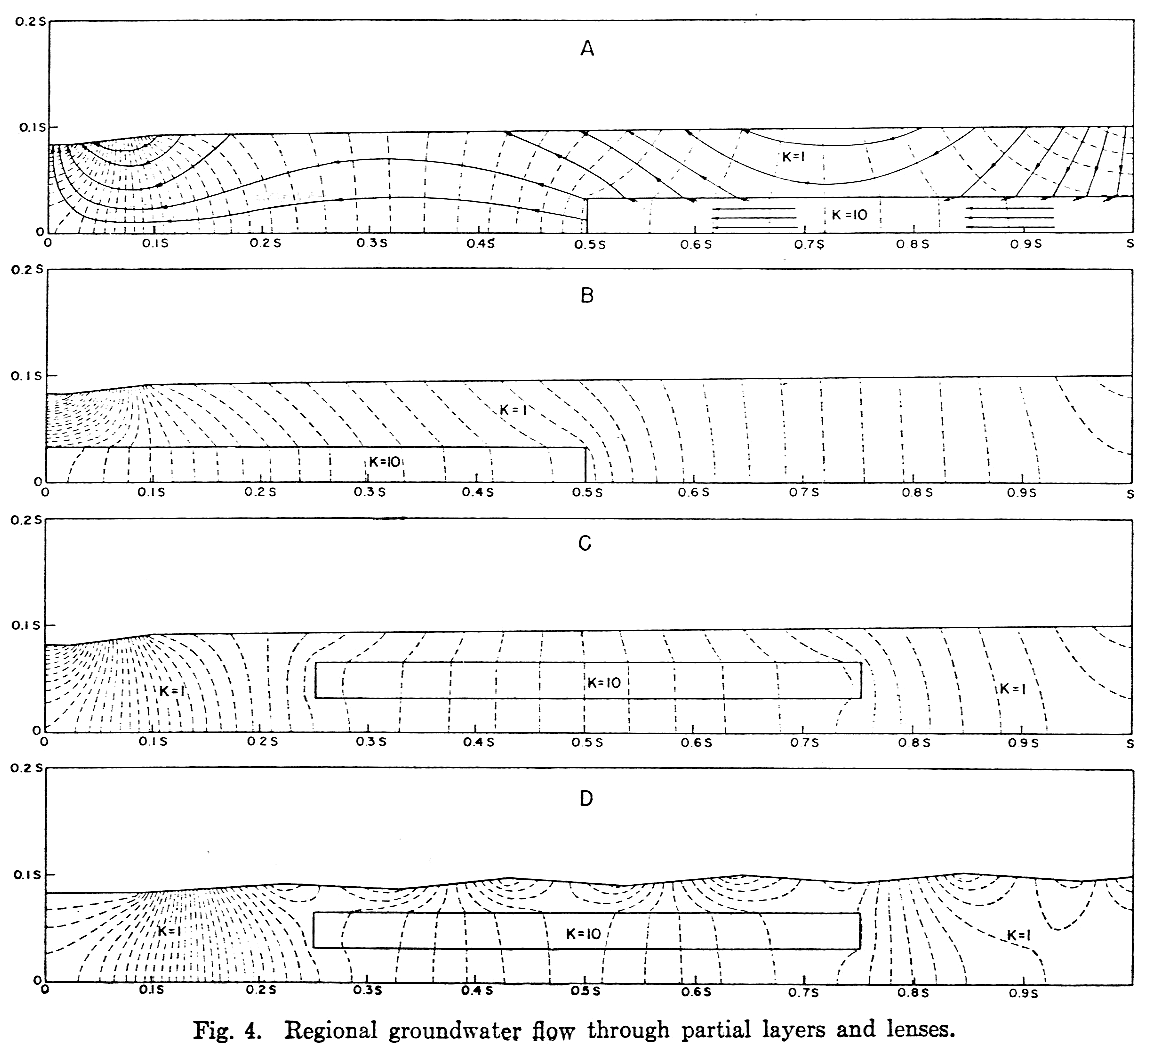 0.2S
A
0.1S
K=1
K=10
0
0 0.1S 0.2S 0.3S 0.4S 0.5S 0.6S 0.7S 0.8S 0.9S S
0.2S
B
0.1S
K=1
K=10
0
0 0.1S 0.2S 0.3S 0.4S 0.5S 0.6S 0.7S 0.8S 0.9S S
0.2S
C
0.1S
K=1 K=10 K=1
0
0 0.1S 0.2S 0.3S 0.4S 0.5S 0.6S 0.7S 0.8S 0.9S S
0.2S
D
0.1S
K=1 K=10 K=1
0
0 0.1S 0.2S 0.3S 0.4S 0.5S 0.6S 0.7S 0.8S 0.9S
Fig. 4. Regional groundwater flow through partial layers and lenses.